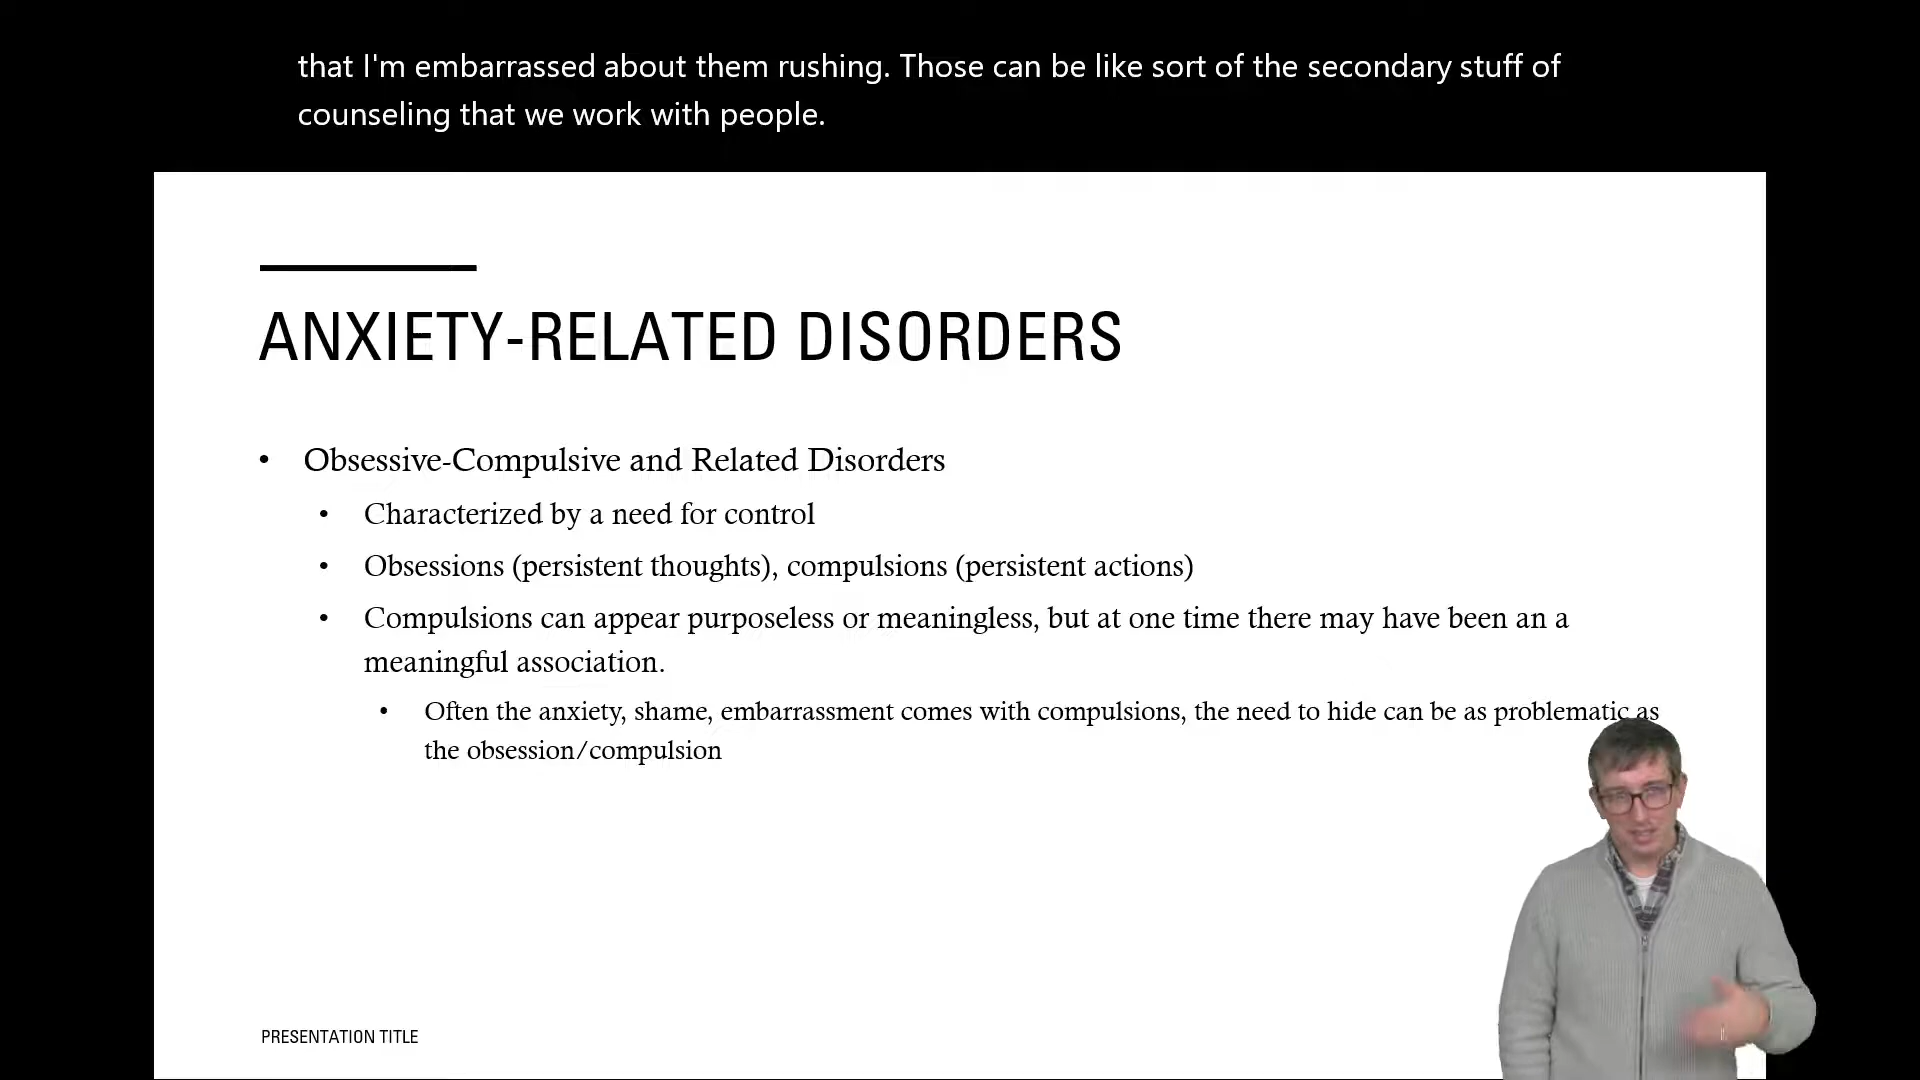 that I'm embarrassed about them rushing. Those can be like sort of the secondary stuff of
counseling that we work with people.
ANXIETY-RELATED DISORDERS
• Obsessive-Compulsive and Related Disorders
• Characterized by a need for control
• Obsessions (persistent thoughts), compulsions (persistent actions)
• Compulsions can appear purposeless or meaningless, but at one time there may have been an a
meaningful association.
• Often the anxiety, shame, embarrassment comes with compulsions, the need to hide can be as problematic as
the obsession/compulsion
PRESENTATION TITLE